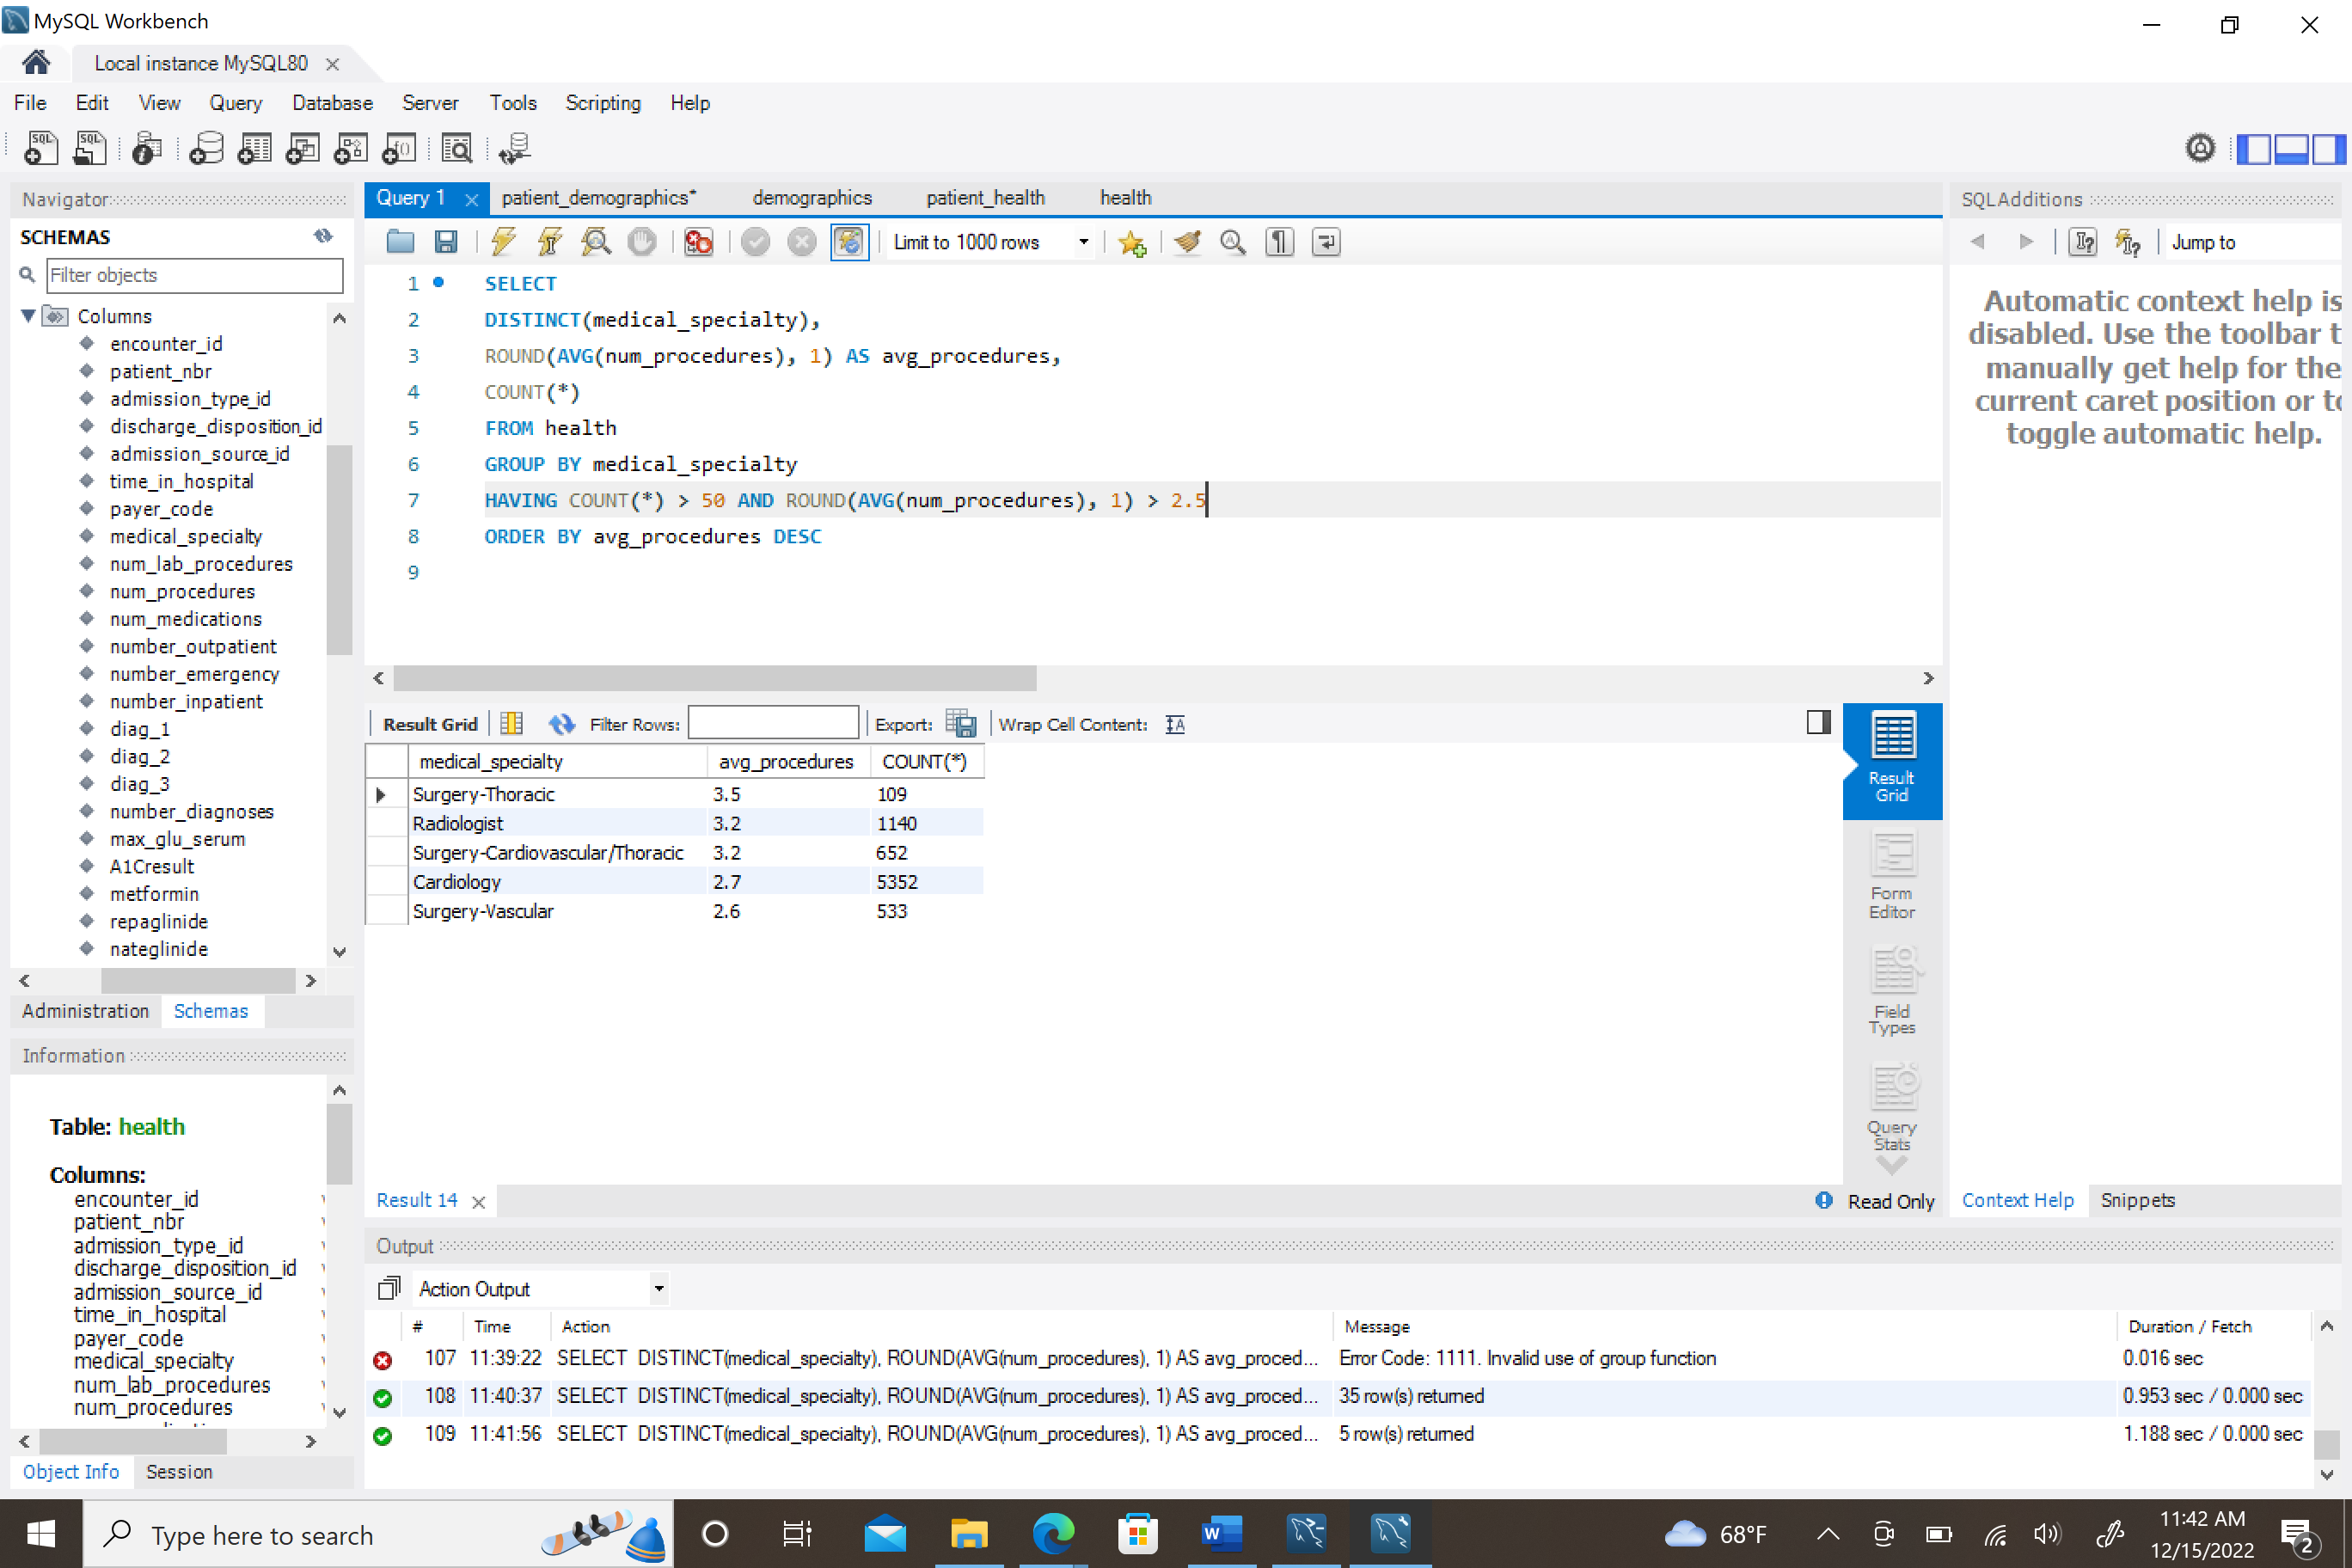 MySQL Workbench
Local instance MySQL80
File Edit View Query Database Server Tools Scripting Help
Navigator
SCHEMAS
Filter objects
Columns
encounter_id
patient_nbr
admission_type_id
discharge_disposition_id
admission_source_id
time_in_hospital
payer_code
medical_specialty
num_lab_procedures
num_procedures
num_medications
number_outpatient
number_emergency
number_inpatient
diag_1
diag_2
diag_3
number_diagnoses
max_glu_serum
A1Cresult
metformin
repaglinide
nateglinide
Administration Schemas
Information
Table: health
Columns:
encounter_id
patient_nbr
admission_type_id
discharge_disposition_id
admission_source_id
time_in_hospital
payer_code
medical_specialty
num_lab_procedures
num_procedures
Object Info Session
Query 1 patient_demographics* demographics patient_health health
Limit to 1000 rows
1 SELECT
2 DISTINCT(medical_specialty),
3 ROUND(AVG(num_procedures), 1) AS avg_procedures,
4 COUNT(*)
5 FROM health
6 GROUP BY medical_specialty
7 HAVING COUNT(*) > 50 AND ROUND(AVG(num_procedures), 1) > 2.5
8 ORDER BY avg_procedures DESC
9
Result Grid Filter Rows: Export: Wrap Cell Content:
medical_specialty avg_procedures COUNT(*)
Surgery-Thoracic 3.5 109
Radiologist 3.2 1140
Surgery-Cardiovascular/Thoracic 3.2 652
Cardiology 2.7 5352
Surgery-Vascular 2.6 533
Result
Grid
Form
Editor
Field
Types
Query
Stats
Result 14 Read Only
SQLAdditions
Jump to
Automatic context help is
disabled. Use the toolbar t
manually get help for the
current caret position or to
toggle automatic help.
Context Help Snippets
Output
Action Output
# Time Action Message Duration / Fetch
107 11:39:22 SELECT DISTINCT(medical_specialty), ROUND(AVG(num_procedures), 1) AS avg_proced... Error Code: 1111. Invalid use of group function 0.016 sec
108 11:40:37 SELECT DISTINCT(medical_specialty), ROUND(AVG(num_procedures), 1) AS avg_proced... 35 row(s) returned 0.953 sec / 0.000 sec
109 11:41:56 SELECT DISTINCT(medical_specialty), ROUND(AVG(num_procedures), 1) AS avg_proced... 5 row(s) returned 1.188 sec / 0.000 sec
Type here to search
68°F
11:42 AM
12/15/2022
2